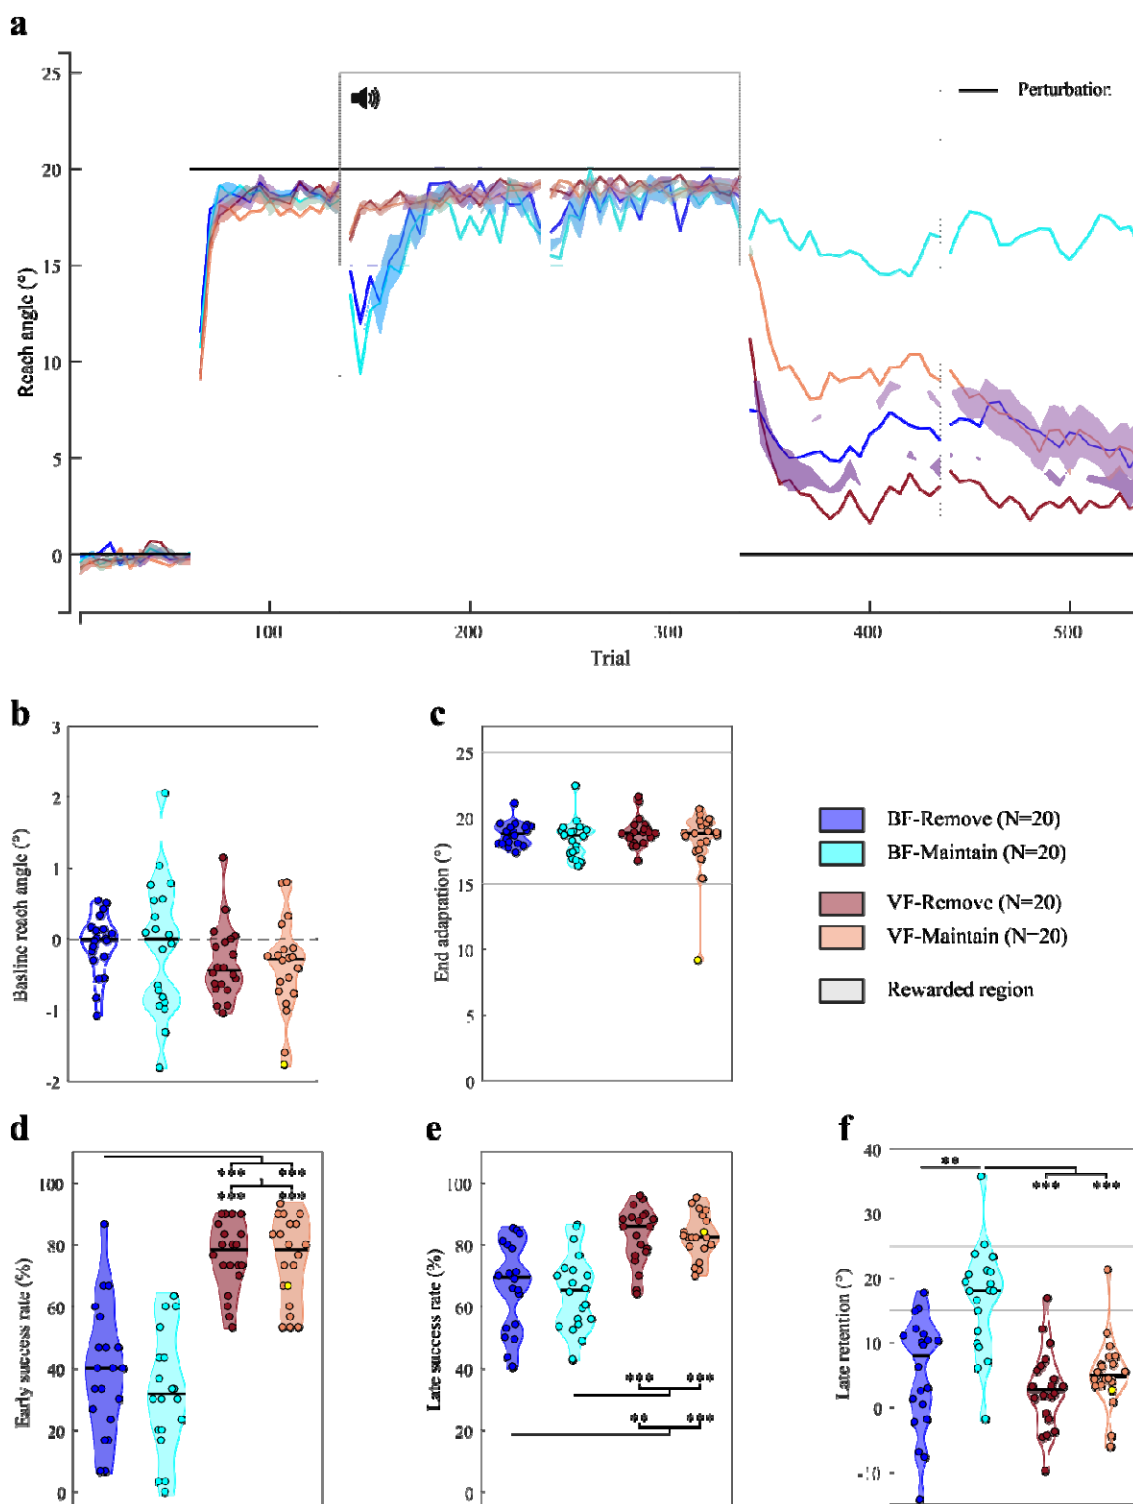 a
25
Perturbation
20
15
10
5
0
Reach angle (°)
100
200
300
400
500
Trial
b
3
2
1
0
-1
-2
Basline reach angle (°)
c
25
20
15
10
5
0
End adaptation (°)
BF-Remove (N=20)
BF-Maintain (N=20)
VF-Remove (N=20)
VF-Maintain (N=20)
Rewarded region
d
*** ***
*** ***
100
80
60
40
20
0
Early success rate (%)
e
100
80
60
40
20
0
*** ***
** ***
Late success rate (%)
f
40
**
*** ***
30
20
10
0
-10
Late retention (°)